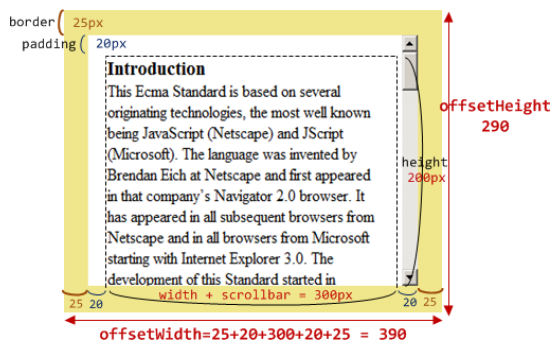 border
25px
padding
20px
Introduction
This Ecma Standard is based on several
originating technologies, the most well known
being JavaScript (Netscape) and JScript
(Microsoft). The language was invented by
Brendan Eich at Netscape and first appeared
in that company's Navigator 2.0 browser. It
has appeared in all subsequent browsers from
Netscape and in all browsers from Microsoft
starting with Internet Explorer 3.0. The
development of this Standard started in
height
200px
offsetHeight
290
25
20
width + scrollbar = 300px
20
25
offsetWidth=25+20+300+20+25 = 390